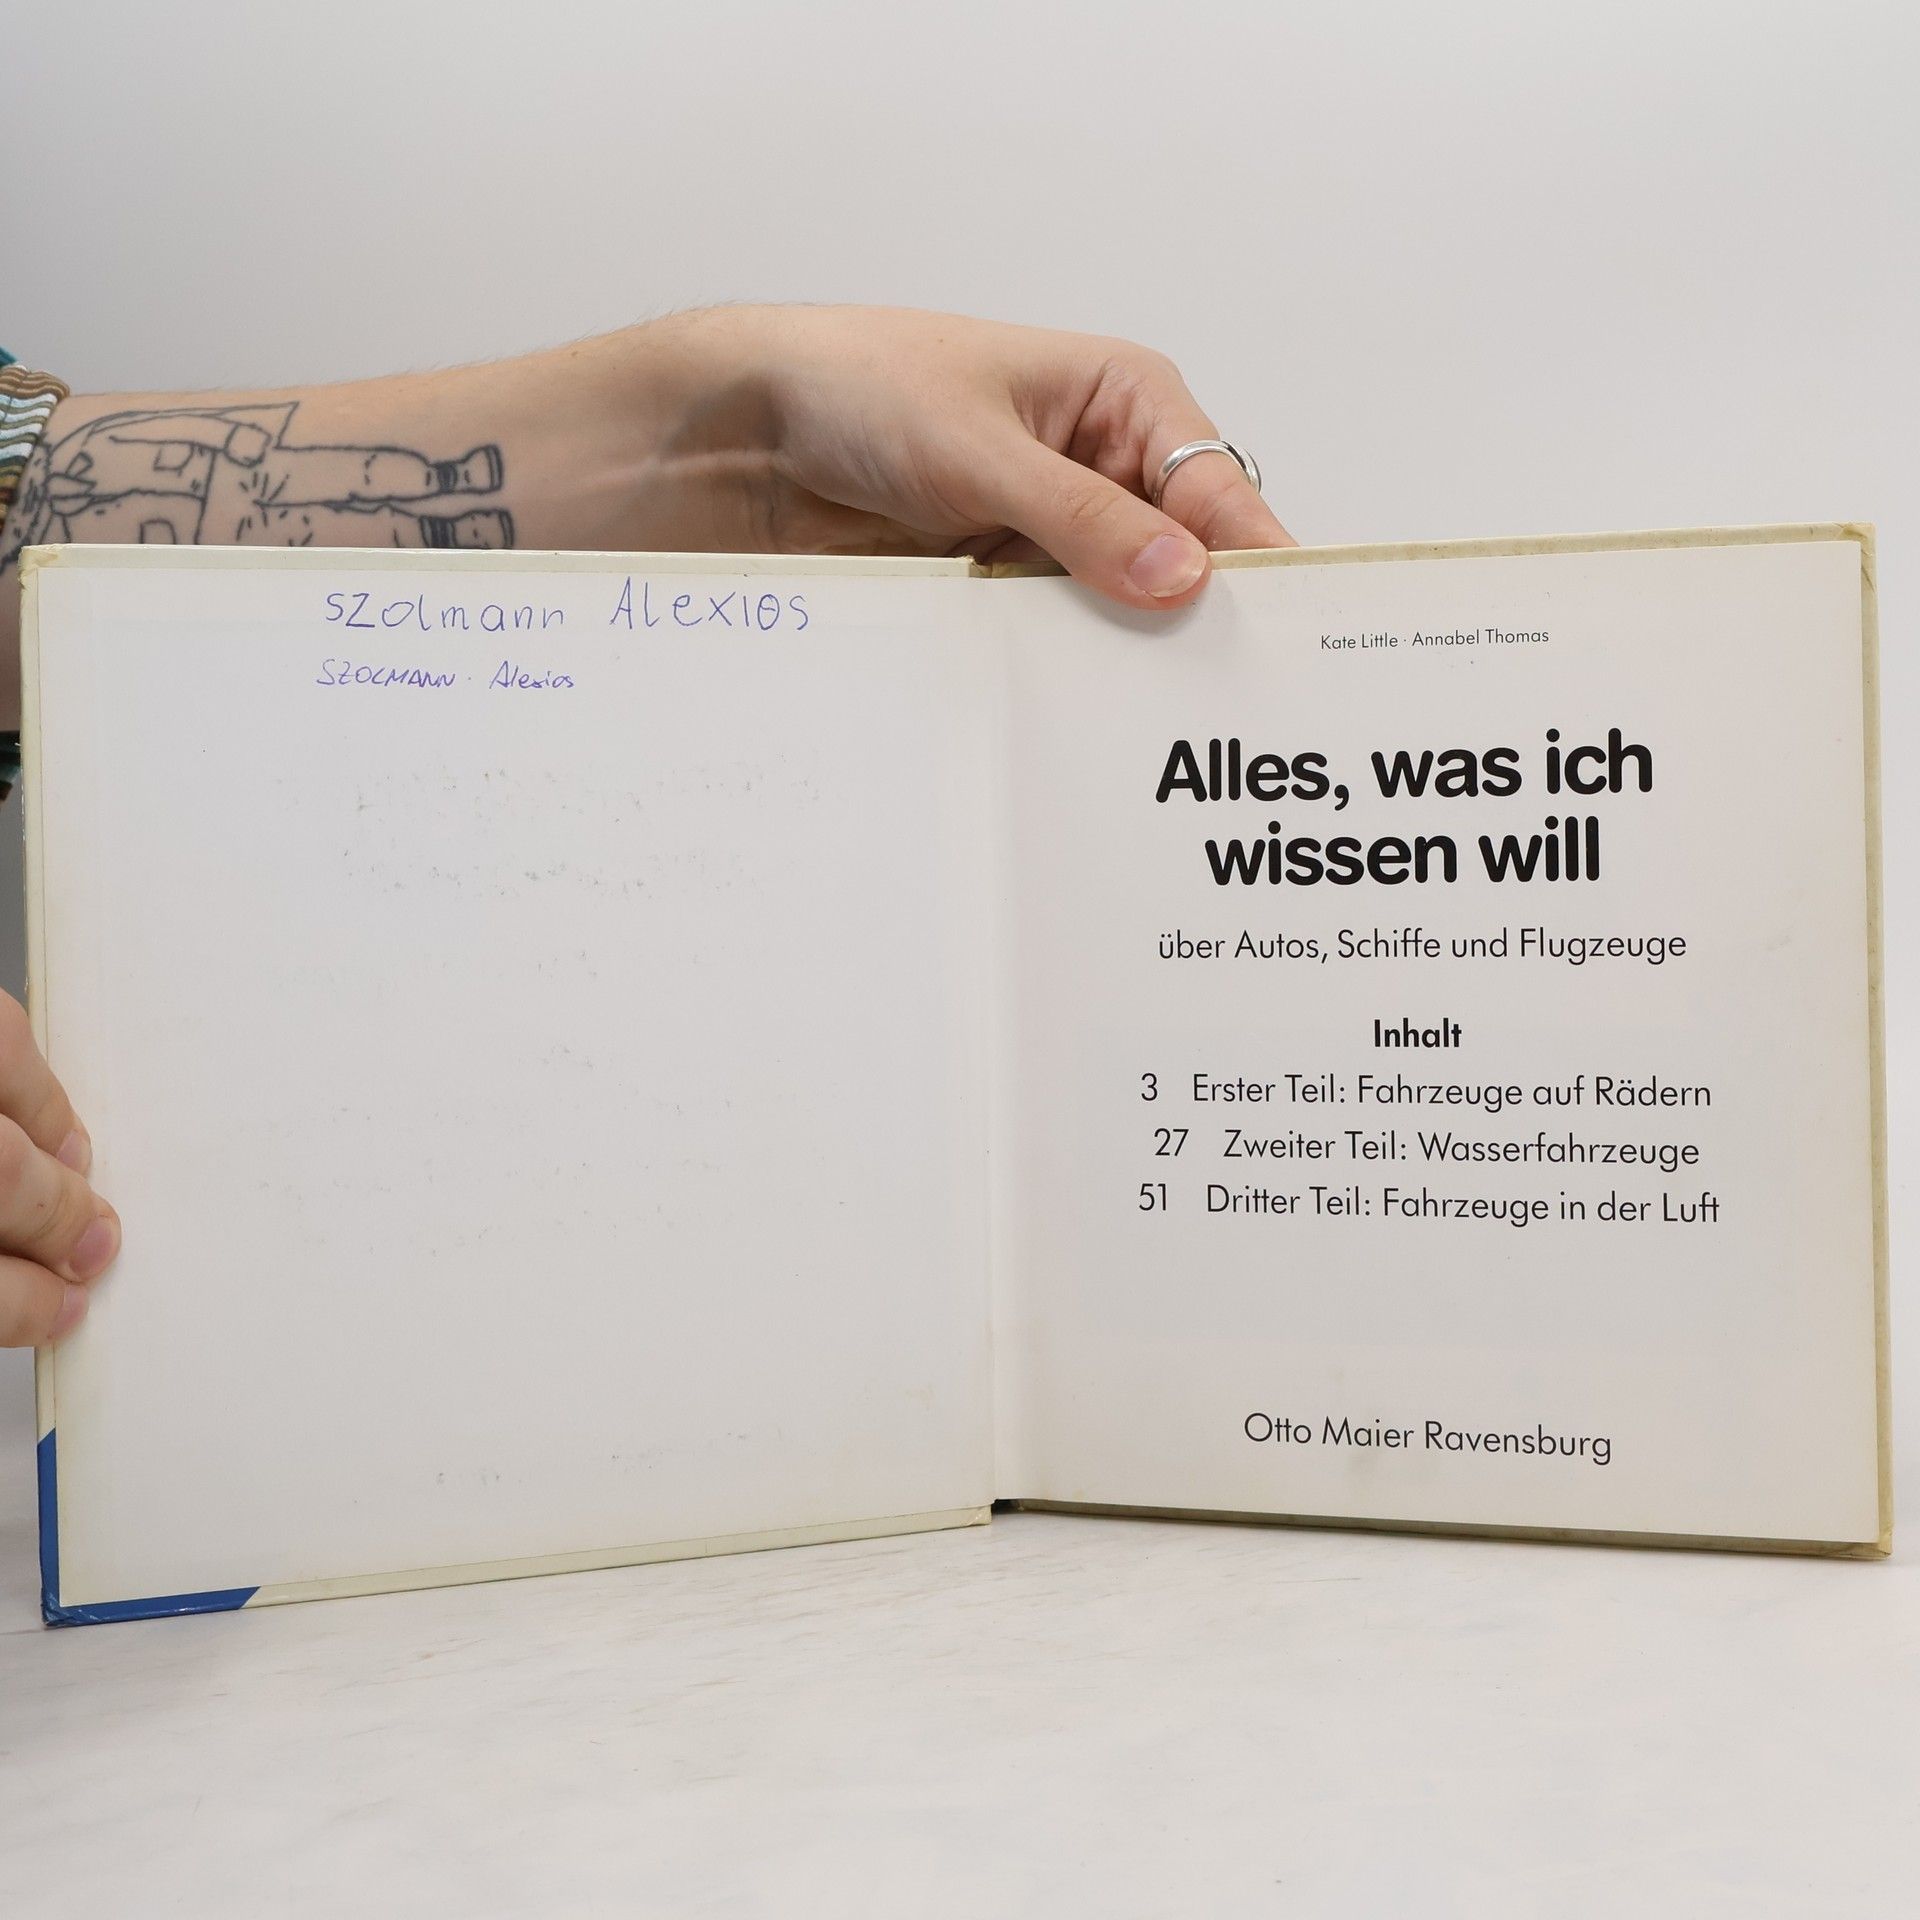 szolmann Alexios
SZOLMANN · Alexios
Kate Little · Annabel Thomas
Alles, was ich
wissen will
über Autos, Schiffe und Flugzeuge
Inhalt
3 Erster Teil: Fahrzeuge auf Rädern
27 Zweiter Teil: Wasserfahrzeuge
51 Dritter Teil: Fahrzeuge in der Luft
Otto Maier Ravensburg